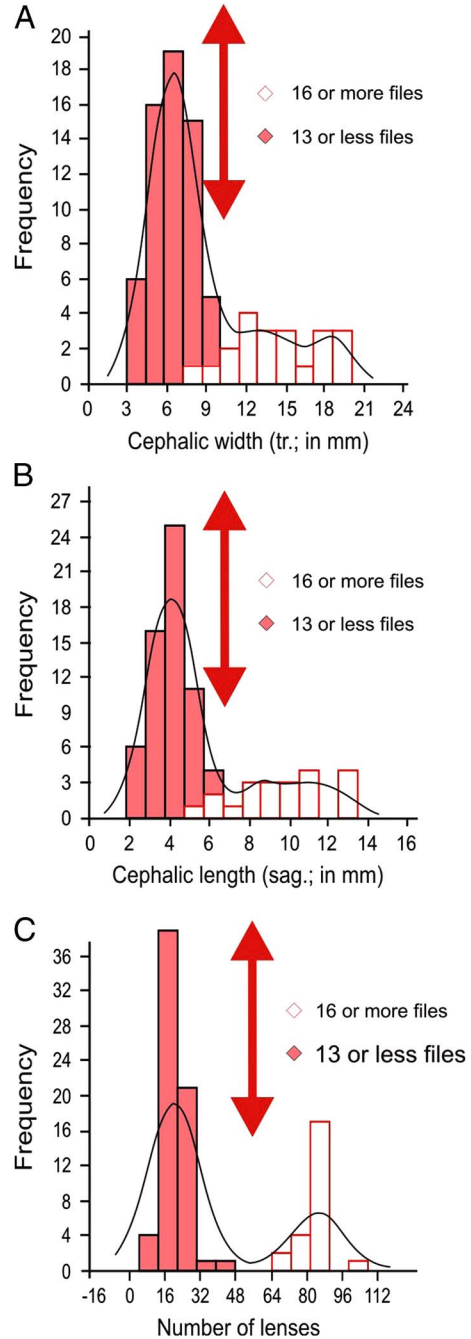 A
20
18
16
14
12
10
8
6
4
2
0
Frequency
16 or more files
13 or less files
0 3 6 9 12 15 18 21 24
Cephalic width (tr.; in mm)
B
27
24
21
18
15
12
9
6
3
0
Frequency
16 or more files
13 or less files
0 2 4 6 8 10 12 14 16
Cephalic length (sag.; in mm)
C
36
32
28
24
20
16
12
8
4
0
Frequency
16 or more files
13 or less files
-16 0 16 32 48 64 80 96 112
Number of lenses